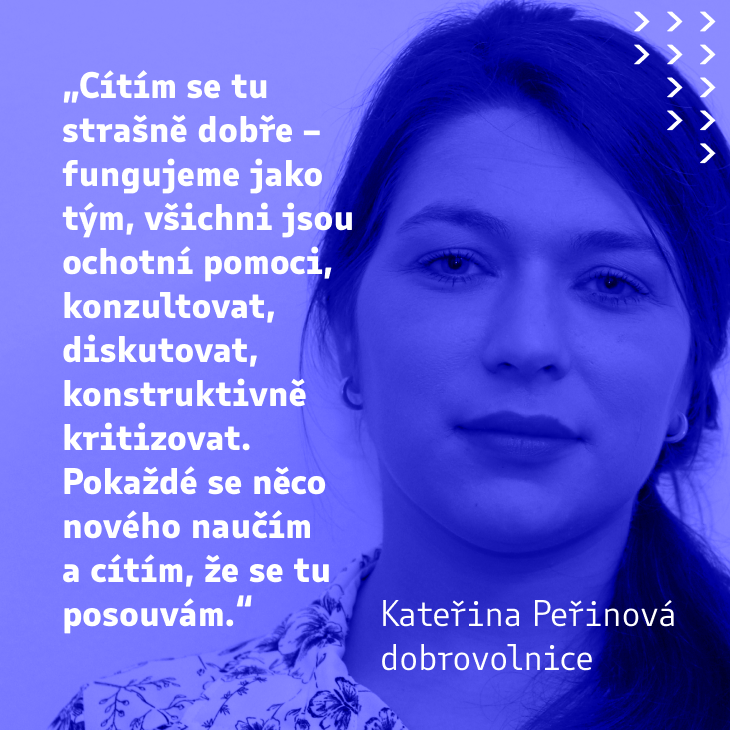 „Cítím se tu
strašně dobře –
fungujeme jako
tým, všichni jsou
ochotní pomoci,
konzultovat,
diskutovat,
konstruktivně
kritizovat.
Pokaždé se něco
nového naučím
a cítím, že se tu
posouvám.“
Kateřina Peřinová
dobrovolnice